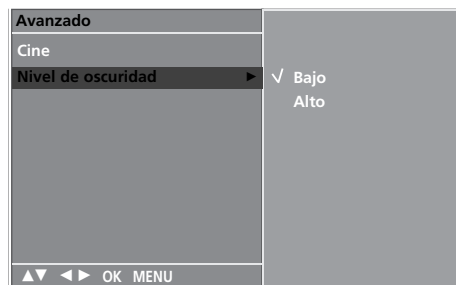 Avanzado
Cine
Nivel de oscuridad ►
√ Bajo
Alto
▲▼ ◄► OK MENU